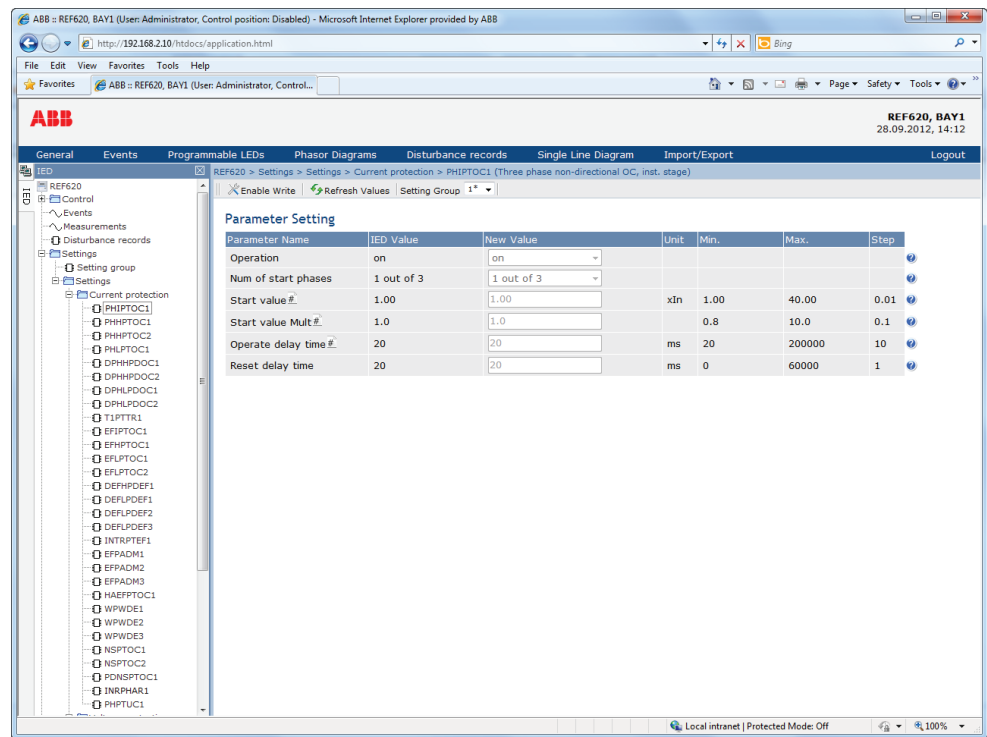 ABB :: REF620, BAY1 (User: Administrator, Control position: Disabled) - Microsoft Internet Explorer provided by ABB
http://192.168.2.10/htdocs/application.html
Bing
File Edit View Favorites Tools Help
Favorites ABB :: REF620, BAY1 (User: Administrator, Control... Page Safety Tools
ABB
REF620, BAY1
28.09.2012, 14:12
General Events Programmable LEDs Phasor Diagrams Disturbance records Single Line Diagram Import/Export Logout
IED
REF620 > Settings > Settings > Current protection > PHIPTOC1 (Three phase non-directional OC, inst. stage)
IED
Enable Write Refresh Values Setting Group 1*
REF620
Control
Events
Measurements
Disturbance records
Settings
Setting group
Settings
Current protection
PHIPTOC1
PHHPTOC1
PHHPTOC2
PHLPTOC1
DPHHPDOC1
DPHHPDOC2
DPHLPDOC1
DPHLPDOC2
T1PTTR1
EFIPTOC1
EFHPTOC1
EFLPTOC1
EFLPTOC2
DEFHPDEF1
DEFLPDEF1
DEFLPDEF2
DEFLPDEF3
INTRPTEF1
EFPADM1
EFPADM2
EFPADM3
HAEFPTOC1
WPWDE1
WPWDE2
WPWDE3
NSPTOC1
NSPTOC2
PDNSPTOC1
INRPHAR1
PHPTUC1
Parameter Setting
Parameter Name IED Value New Value Unit Min. Max. Step
Operation on on
Num of start phases 1 out of 3 1 out of 3
Start value # 1.00 1.00 xIn 1.00 40.00 0.01
Start value Mult # 1.0 1.0 0.8 10.0 0.1
Operate delay time # 20 20 ms 20 200000 10
Reset delay time 20 20 ms 0 60000 1
Local intranet | Protected Mode: Off 100%